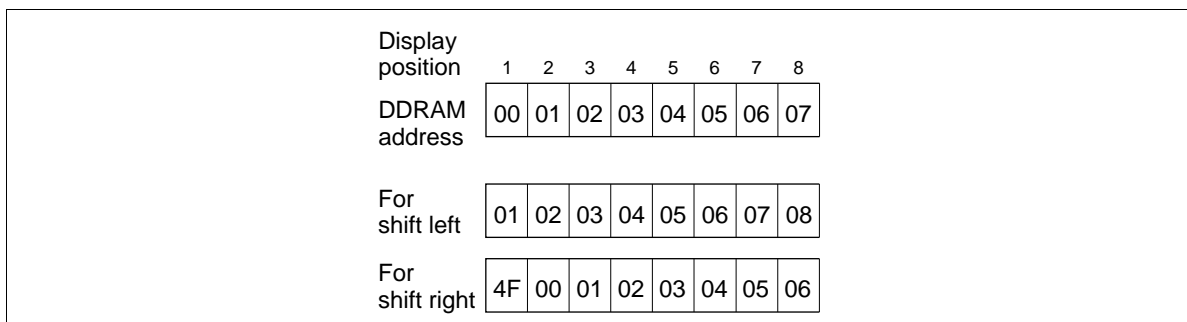 Display
position 1 2 3 4 5 6 7 8
DDRAM
address 00 01 02 03 04 05 06 07
For
shift left 01 02 03 04 05 06 07 08
For
shift right 4F 00 01 02 03 04 05 06